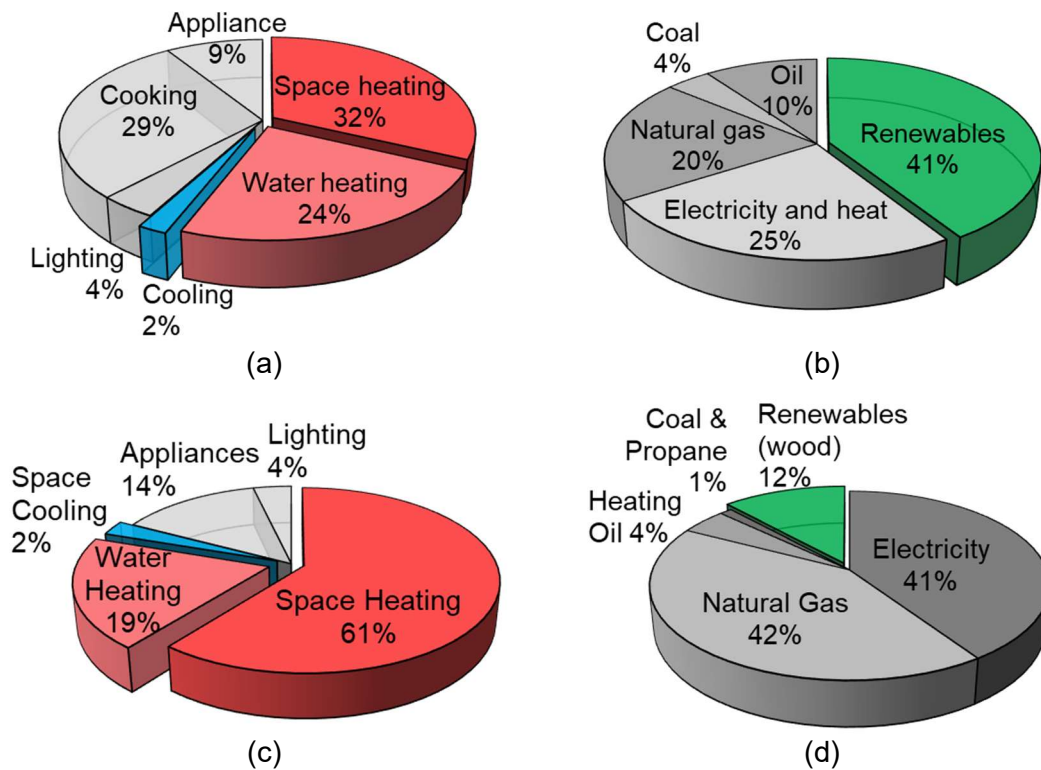 Appliance
9%
Space heating
32%
Cooking
29%
Water heating
24%
Lighting
4%
Cooling
2%
(a)
Coal
4%
Oil
10%
Renewables
41%
Natural gas
20%
Electricity and heat
25%
(b)
Lighting
4%
Appliances
14%
Space
Cooling
2%
Water
Heating
19%
Space Heating
61%
(c)
Coal &
Propane
1%
Renewables
(wood)
12%
Heating
Oil 4%
Electricity
41%
Natural Gas
42%
(d)